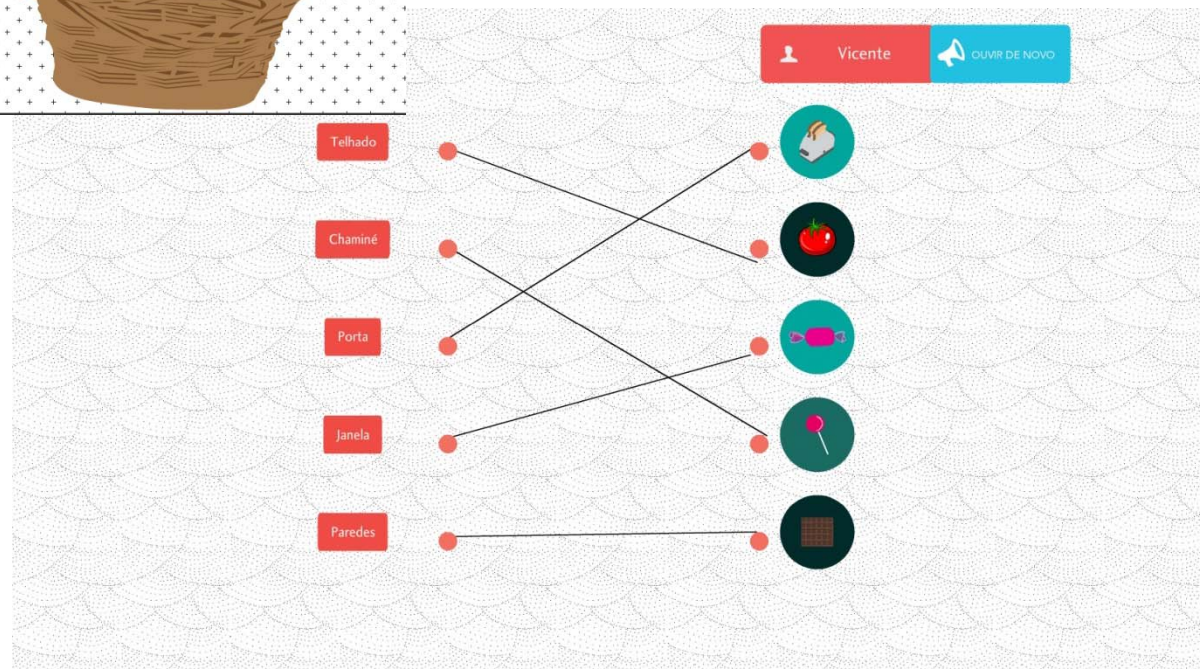 Vicente
OUVIR DE NOVO
Telhado
Chaminé
Porta
Janela
Paredes